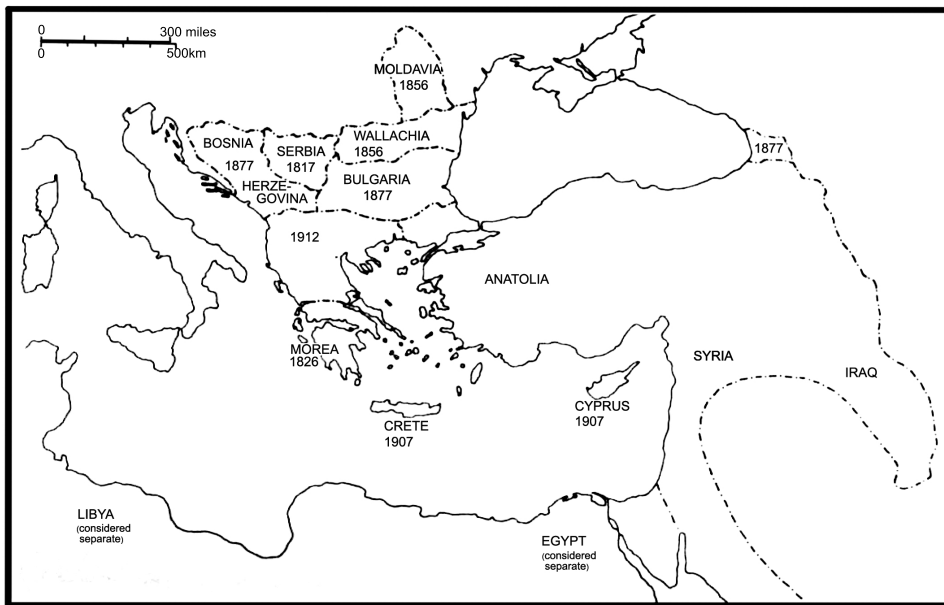 0 300 miles
0 500km
MOLDAVIA
1856
BOSNIA
1877
SERBIA
1817
WALLACHIA
1856
1877
HERZE-
GOVINA
BULGARIA
1877
1912
ANATOLIA
MOREA
1826
SYRIA
IRAQ
CRETE
1907
CYPRUS
1907
LIBYA
(considered
separate)
EGYPT
(considered
separate)